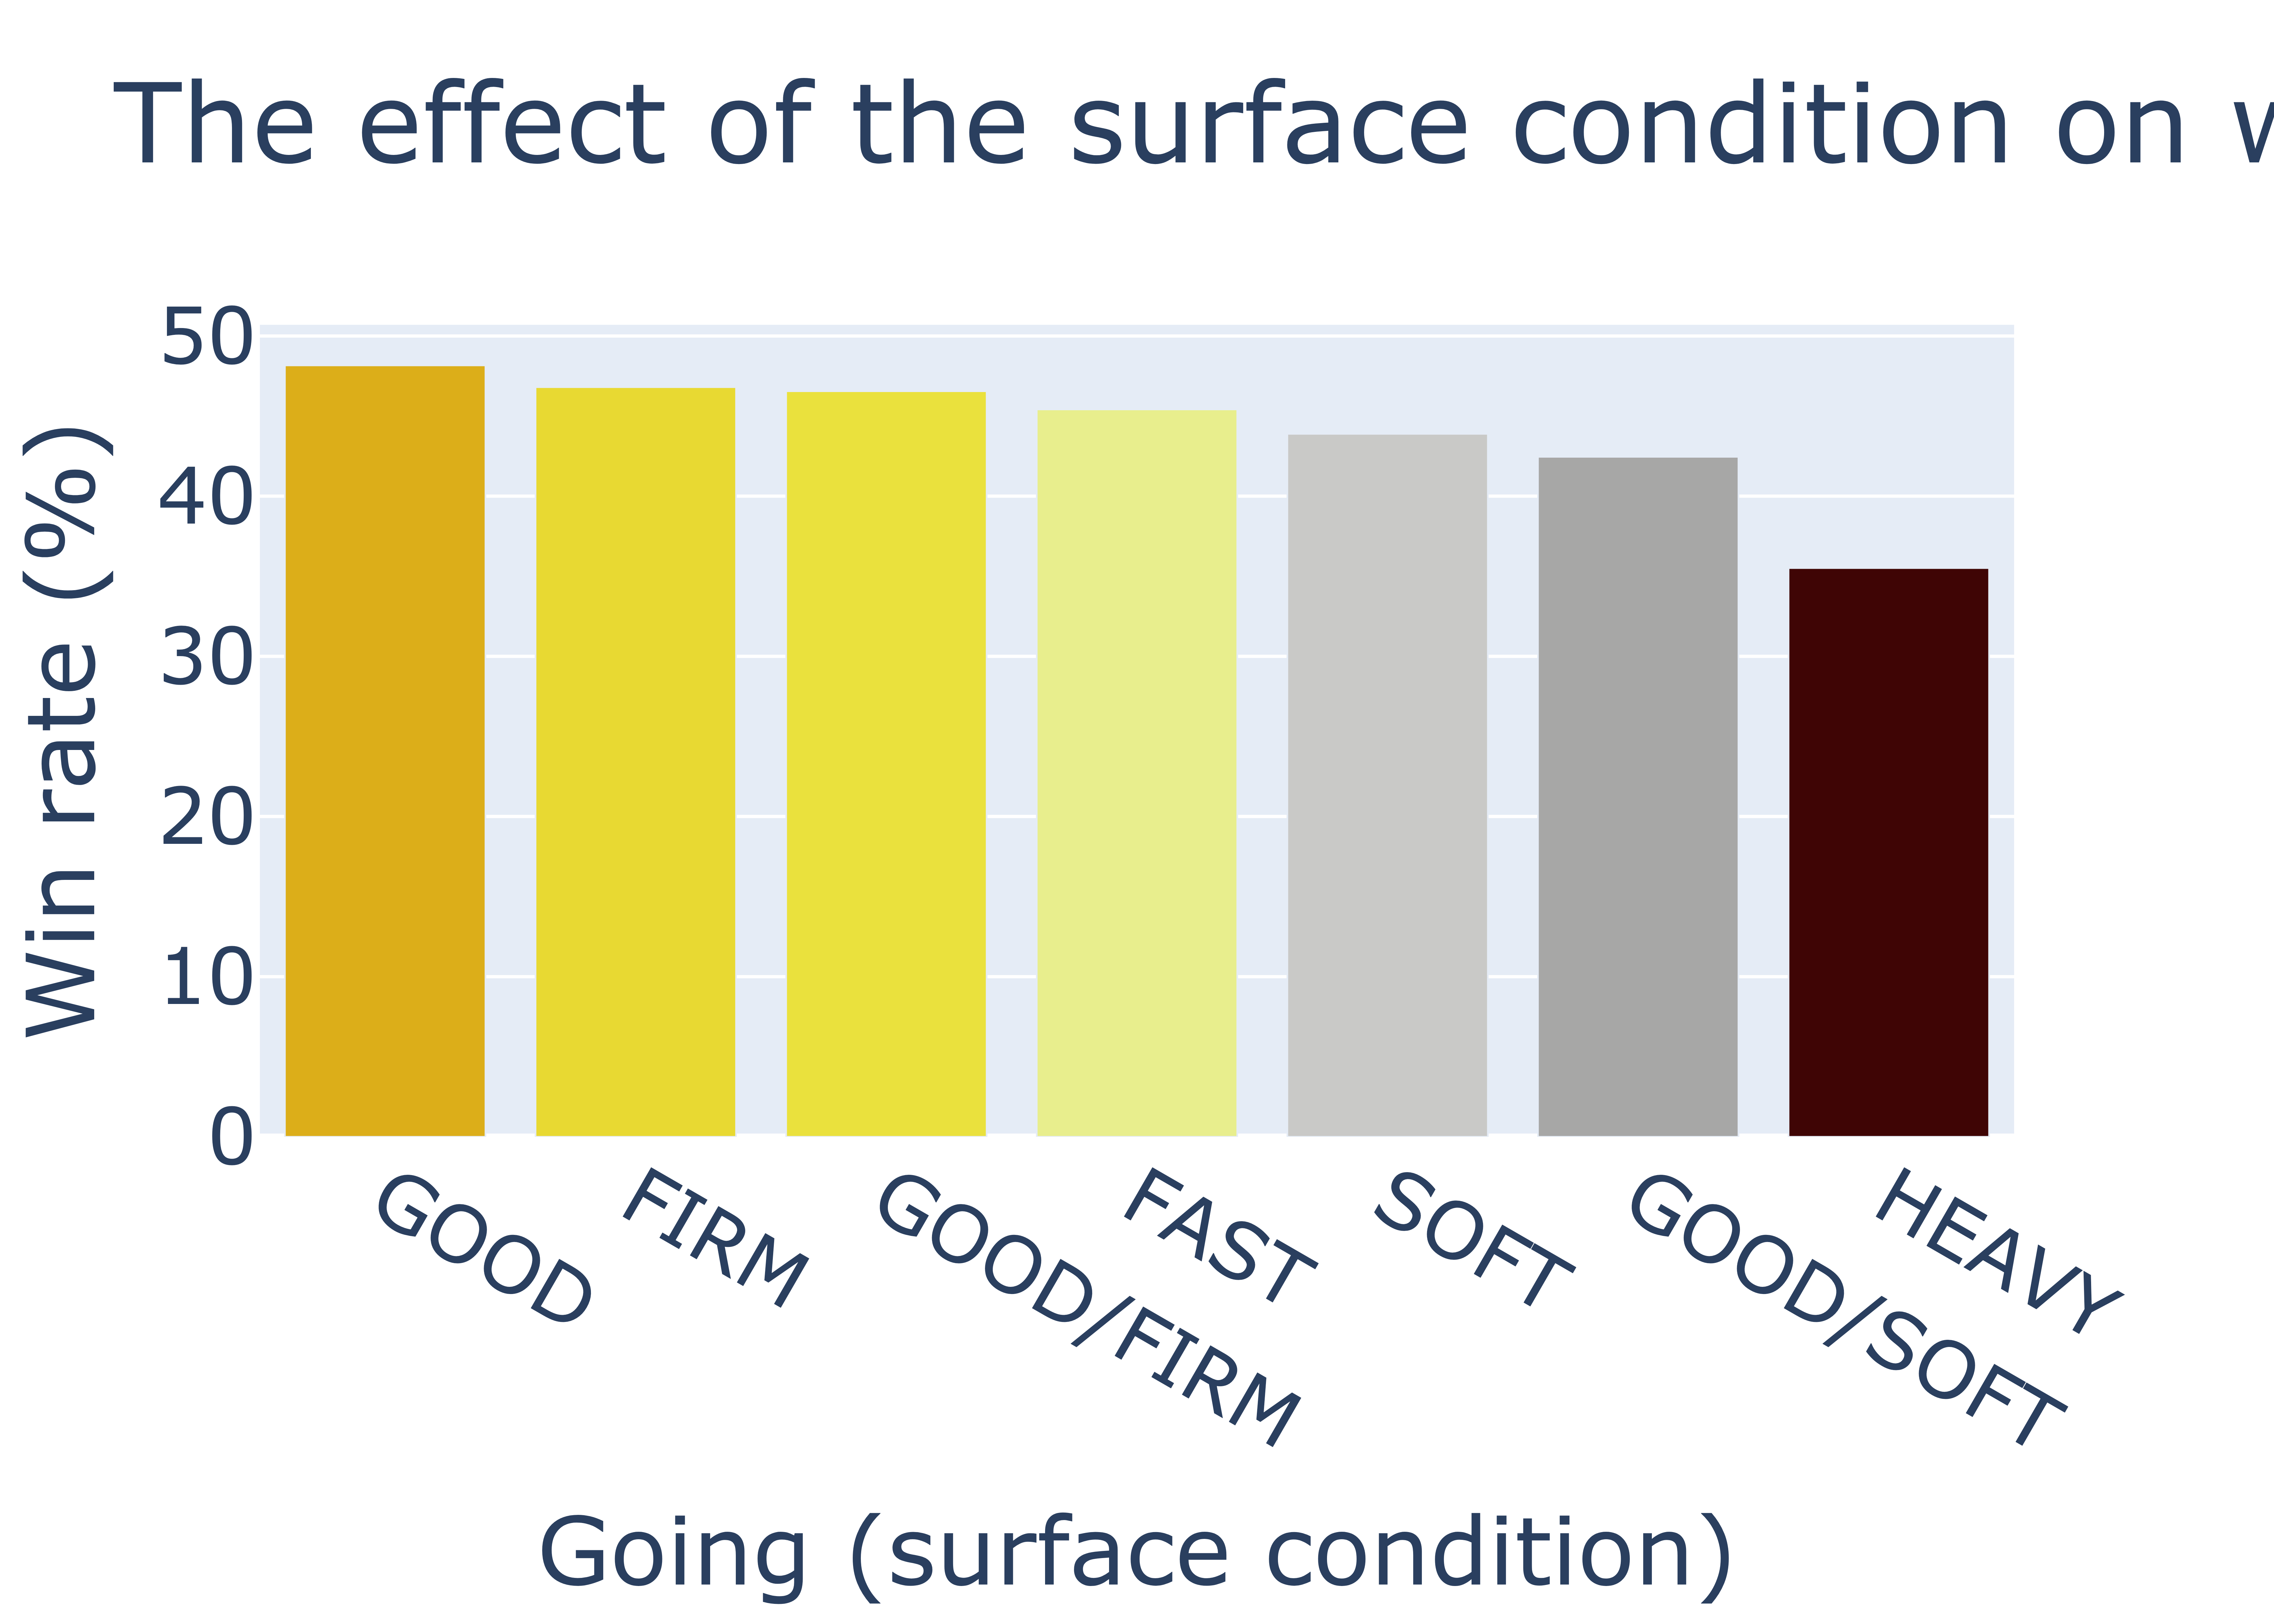 The effect of the surface condition on
Win rate (%)
50
40
30
20
10
0
GOOD
FIRM
GOOD/FIRM
FAST
SOFT
GOOD/SOFT
HEAVY
Going (surface condition)